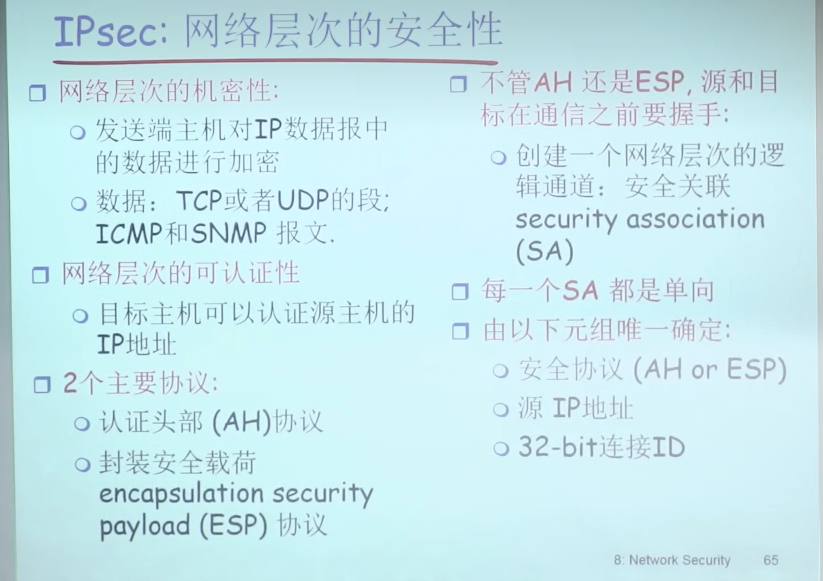 IPsec: 网络层次的安全性
网络层次的机密性:
发送端主机对IP数据报中
的数据进行加密
数据: TCP或者UDP的段;
ICMP和SNMP 报文.
网络层次的可认证性
目标主机可以认证源主机的
IP地址
2个主要协议:
认证头部 (AH)协议
封装安全载荷
encapsulation security
payload (ESP) 协议
不管AH 还是ESP, 源和目
标在通信之前要握手:
创建一个网络层次的逻
辑通道: 安全关联
security association
(SA)
每一个SA 都是单向
由以下元组唯一确定:
安全协议 (AH or ESP)
源 IP地址
32-bit连接ID
8: Network Security 65